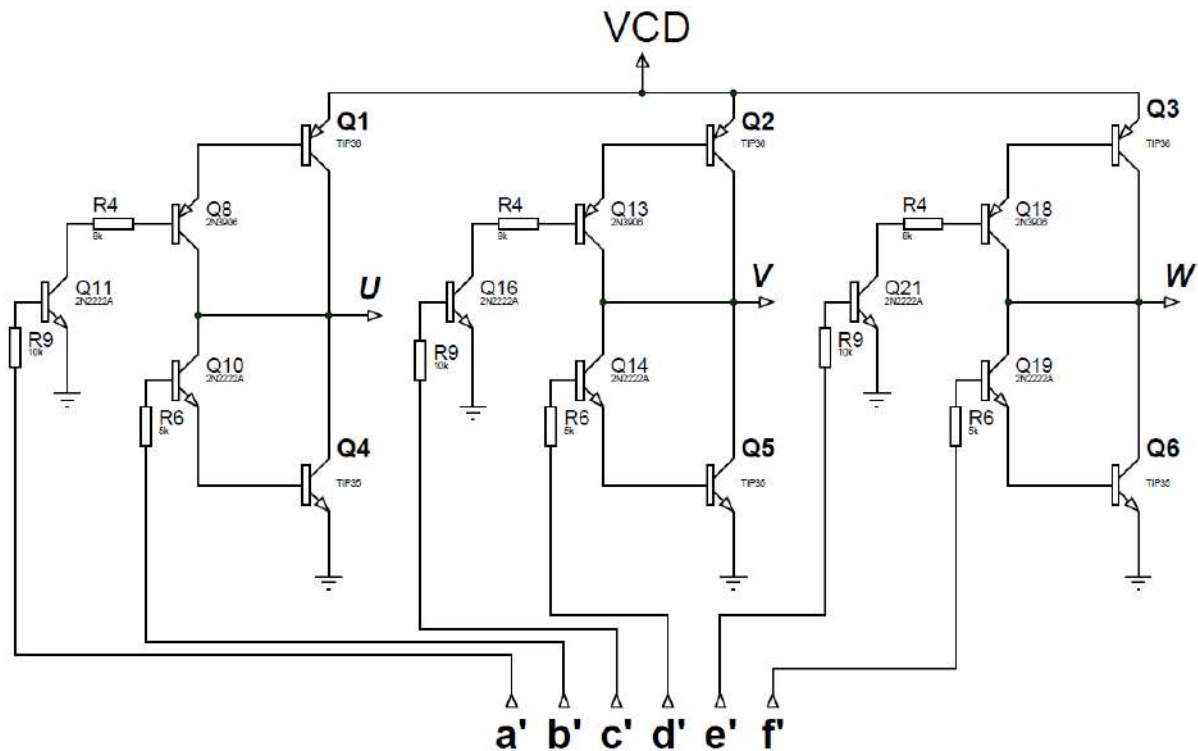 VCD
Q1
TIP36
Q2
TIP36
Q3
TIP36
R4
8k
Q8
2N3906
R4
8k
Q13
2N3906
R4
8k
Q18
2N3906
Q11
2N2222A
U
Q16
2N2222A
V
Q21
2N2222A
W
R9
10k
Q10
2N2222A
R9
10k
Q14
2N2222A
R9
10k
Q19
2N2222A
R6
5k
R6
5k
R6
5k
Q4
TIP35
Q5
TIP35
Q6
TIP35
a' b' c' d' e' f'